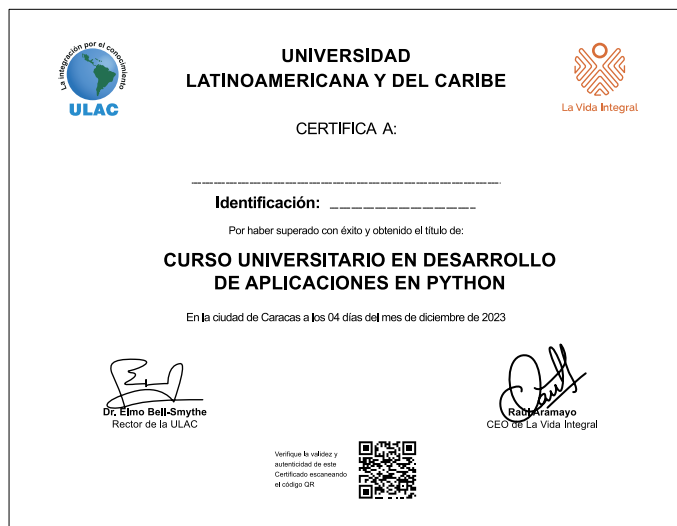 La integración por el conocimiento
ULAC
UNIVERSIDAD
LATINOAMERICANA Y DEL CARIBE
La Vida Integral
CERTIFICA A:
Identificación:
Por haber superado con éxito y obtenido el título de:
CURSO UNIVERSITARIO EN DESARROLLO
DE APLICACIONES EN PYTHON
En la ciudad de Caracas a los 04 días del mes de diciembre de 2023
Dr. Elmo Bell-Smythe
Rector de la ULAC
Raúl Aramayo
CEO de La Vida Integral
Verifique la validez y
autenticidad de este
Certificado escaneando
el código QR